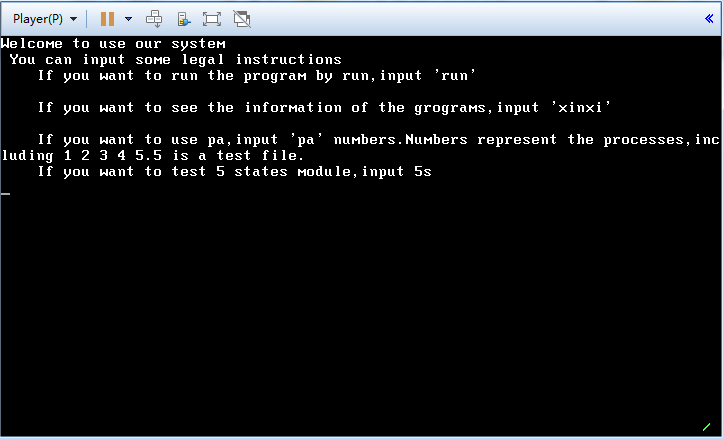 Player(P)
Welcome to use our system
You can input some legal instructions
If you want to run the program by run,input 'run'
If you want to see the information of the grograms,input 'xinxi'
If you want to use pa,input 'pa' numbers.Numbers represent the processes,inc
luding 1 2 3 4 5.5 is a test file.
If you want to test 5 states module,input 5s